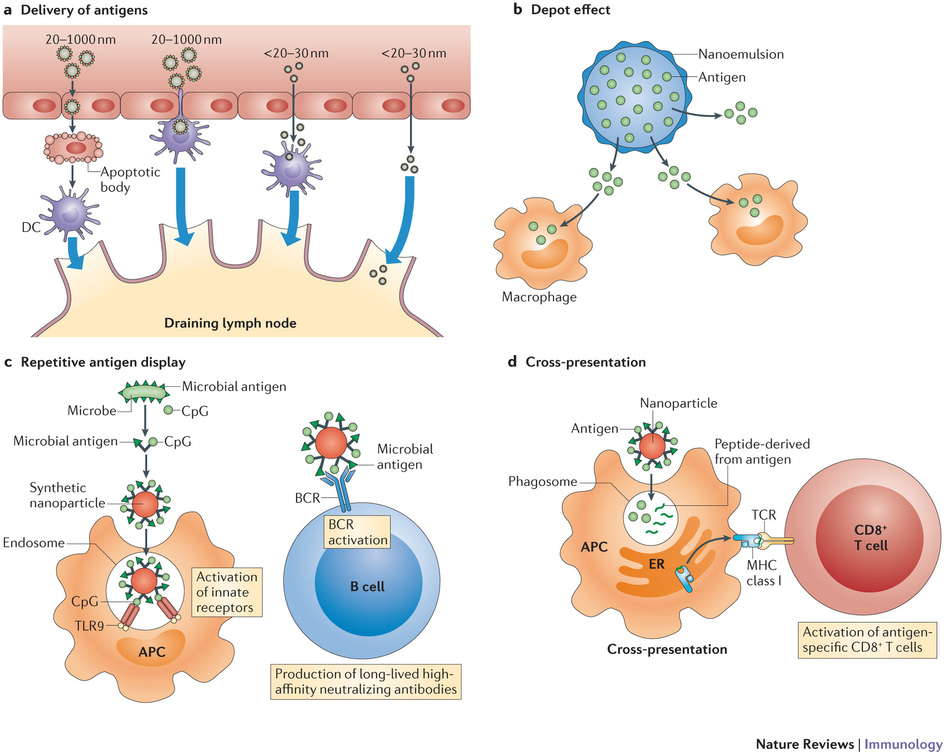 a Delivery of antigens
20–1000 nm
20–1000 nm
<20–30 nm
<20–30 nm
Apoptotic
body
DC
Draining lymph node
b Depot effect
Nanoemulsion
Antigen
Macrophage
c Repetitive antigen display
Microbial antigen
Microbe
CpG
Microbial antigen
CpG
Synthetic
nanoparticle
Endosome
Activation
of innate
receptors
CpG
TLR9
APC
Microbial
antigen
BCR
BCR
activation
B cell
Production of long-lived high-
affinity neutralizing antibodies
d Cross-presentation
Nanoparticle
Antigen
Peptide-derived
from antigen
Phagosome
TCR
APC
ER
MHC
class I
CD8⁺
T cell
Cross-presentation
Activation of antigen-
specific CD8⁺ T cells
Nature Reviews | Immunology